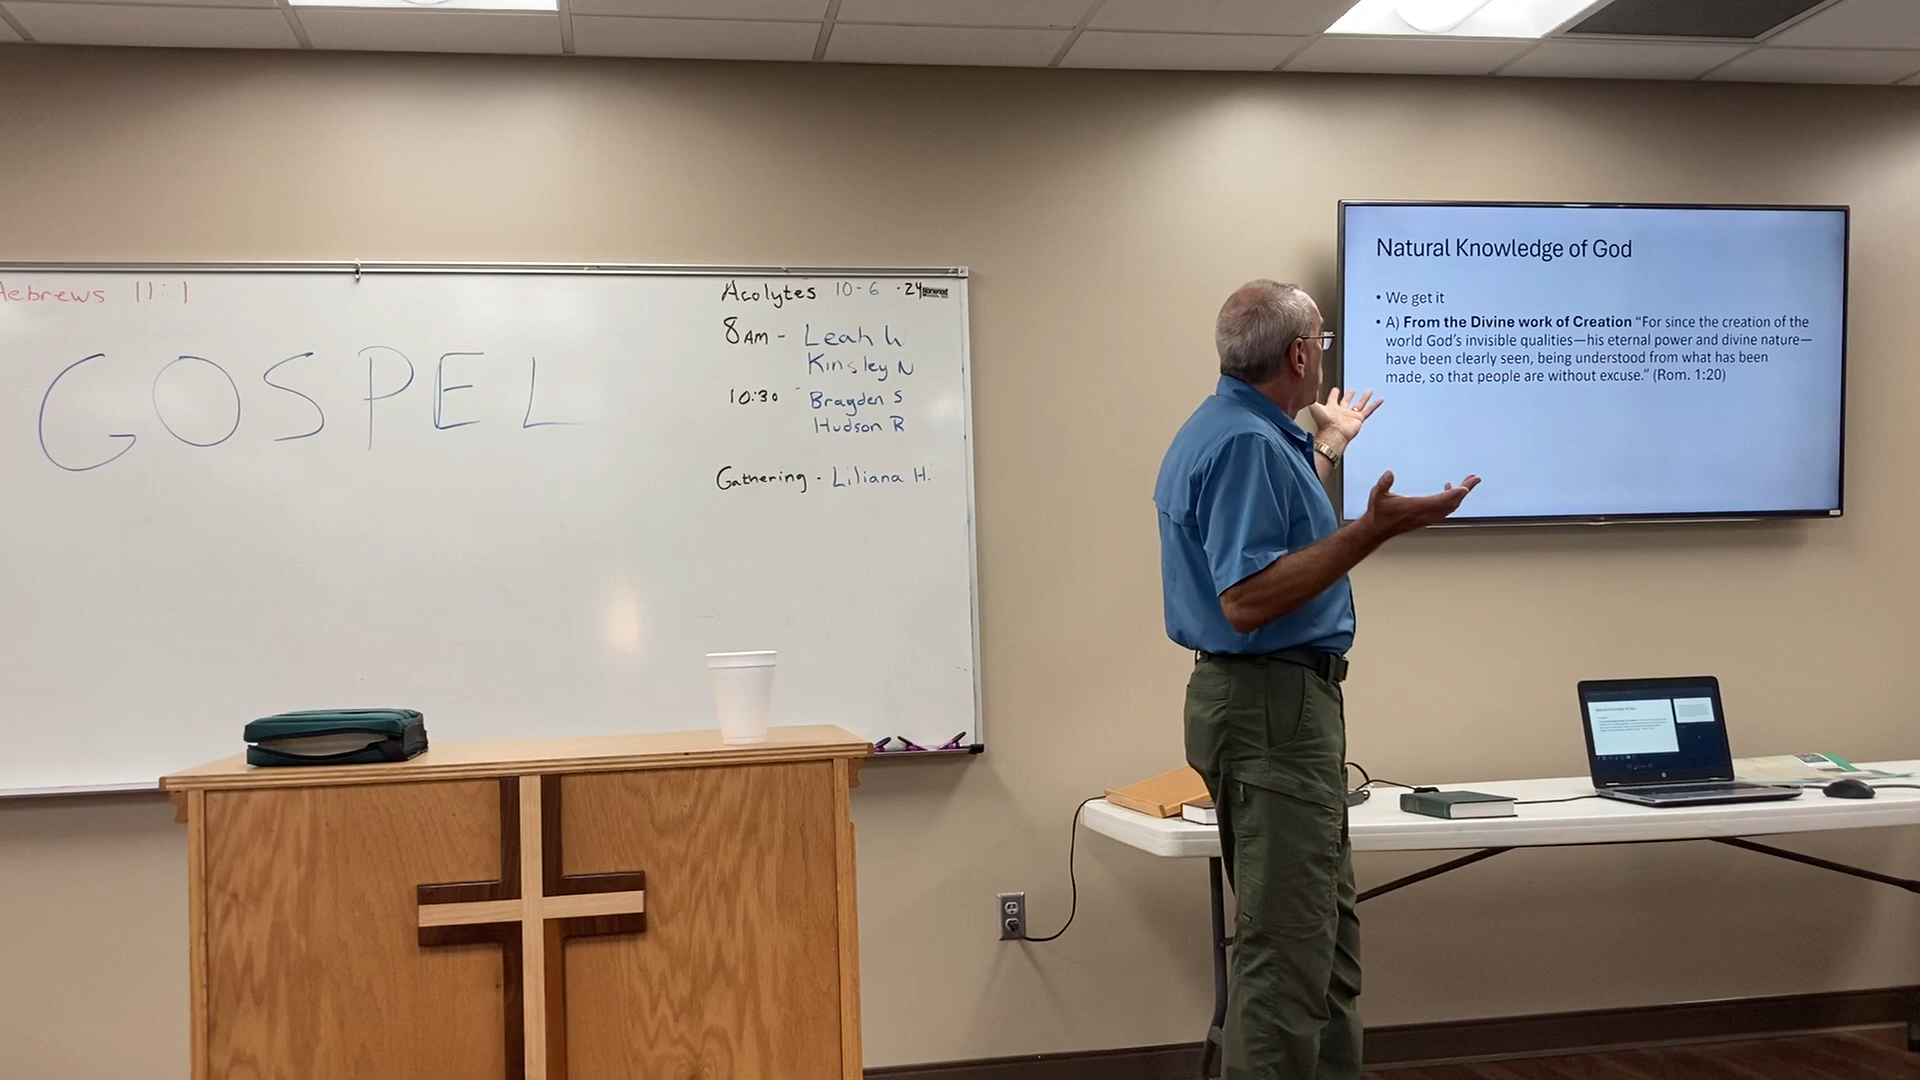 Hebrews 11:1
GOSPEL
Acolytes 10-6-24
8AM - Leah W
Kinsley N
10:30 Brayden S
Hudson R
Gathering - Liliana H.
Natural Knowledge of God
• We get it
• A) From the Divine work of Creation “For since the creation of the
world God’s invisible qualities—his eternal power and divine nature—
have been clearly seen, being understood from what has been
made, so that people are without excuse.” (Rom. 1:20)